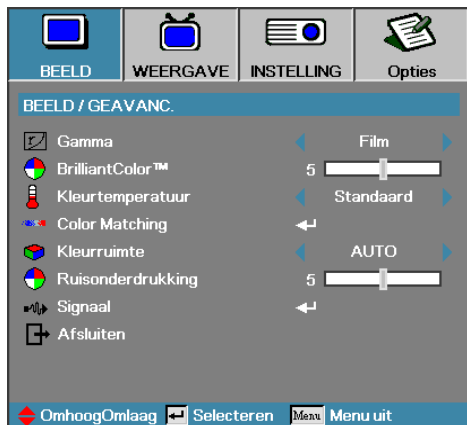 BEELD WEERGAVE INSTELLING Opties
BEELD / GEAVANC.
Gamma Film
BrilliantColor™ 5
Kleurtemperatuur Standaard
Color Matching
Kleurruimte AUTO
Ruisonderdrukking 5
Signaal
Afsluiten
OmhoogOmlaag Selecteren Menu Menu uit